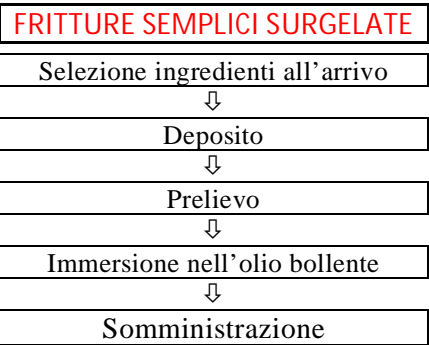 FRITTURE SEMPLICI SURGELATE
Selezione ingredienti all’arrivo
⇩
Deposito
⇩
Prelievo
⇩
Immersione nell’olio bollente
⇩
Somministrazione